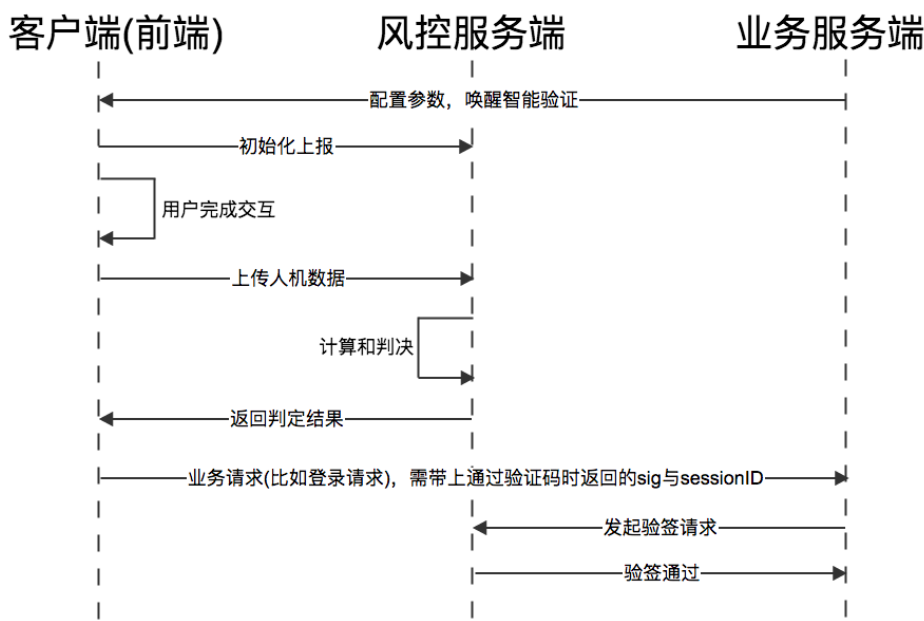 客户端(前端)
风控服务端
业务服务端
配置参数，唤醒智能验证
初始化上报
用户完成交互
上传人机数据
计算和判决
返回判定结果
业务请求(比如登录请求)，需带上通过验证码时返回的sig与sessionID
发起验签请求
验签通过